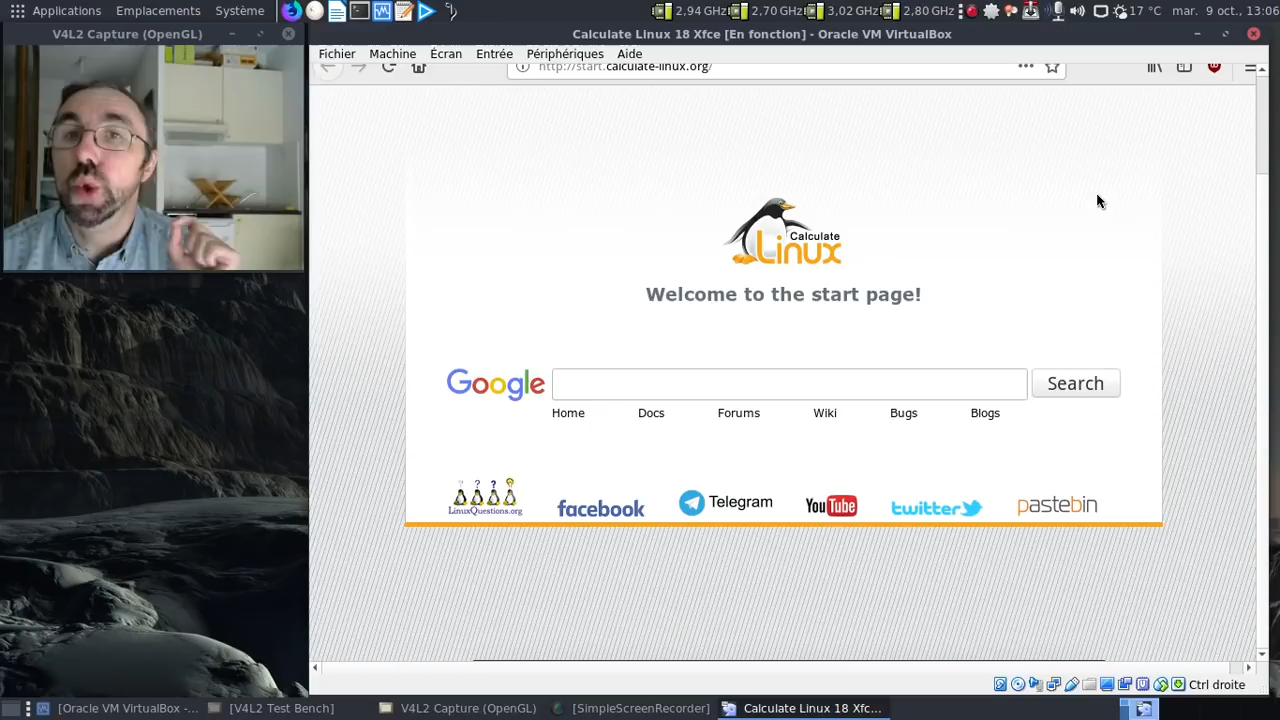 Applications Emplacements Système 2,94 GHz 2,70 GHz 3,02 GHz 2,80 GHz 17 °C mar. 9 oct., 13:06
V4L2 Capture (OpenGL)
Calculate Linux 18 Xfce [En fonction] - Oracle VM VirtualBox
Fichier Machine Écran Entrée Périphériques Aide
http://start.calculate-linux.org/
Calculate
Linux
Welcome to the start page!
Google Search
Home Docs Forums Wiki Bugs Blogs
LinuxQuestions.org facebook Telegram YouTube twitter pastebin
Ctrl droite
[Oracle VM VirtualBox -... [V4L2 Test Bench] V4L2 Capture (OpenGL) [SimpleScreenRecorder] Calculate Linux 18 Xfc...